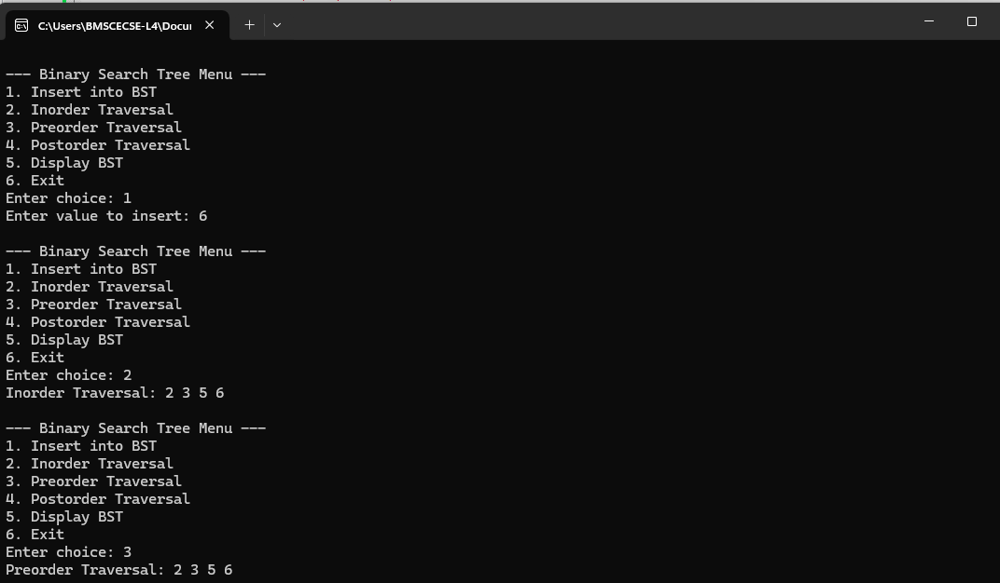 C:\Users\BMSCECSE-L4\Docu
--- Binary Search Tree Menu ---
1. Insert into BST
2. Inorder Traversal
3. Preorder Traversal
4. Postorder Traversal
5. Display BST
6. Exit
Enter choice: 1
Enter value to insert: 6
--- Binary Search Tree Menu ---
1. Insert into BST
2. Inorder Traversal
3. Preorder Traversal
4. Postorder Traversal
5. Display BST
6. Exit
Enter choice: 2
Inorder Traversal: 2 3 5 6
--- Binary Search Tree Menu ---
1. Insert into BST
2. Inorder Traversal
3. Preorder Traversal
4. Postorder Traversal
5. Display BST
6. Exit
Enter choice: 3
Preorder Traversal: 2 3 5 6